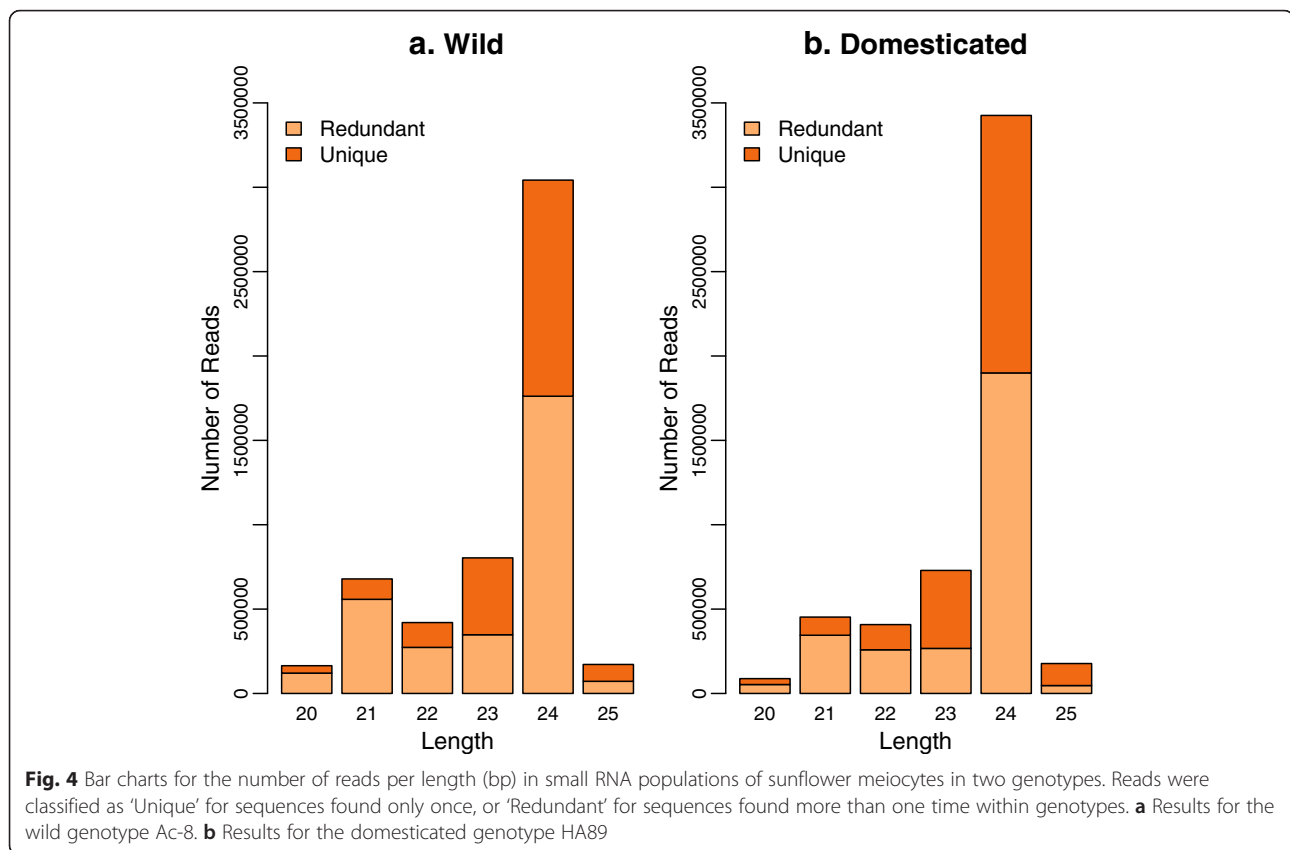 a. Wild
Number of Reads
3500000
2500000
1500000
500000
0
Redundant
Unique
20 21 22 23 24 25
Length
b. Domesticated
Number of Reads
3500000
2500000
1500000
500000
0
Redundant
Unique
20 21 22 23 24 25
Length
Fig. 4 Bar charts for the number of reads per length (bp) in small RNA populations of sunflower meiocytes in two genotypes. Reads were
classified as ‘Unique’ for sequences found only once, or ‘Redundant’ for sequences found more than one time within genotypes. a Results for the
wild genotype Ac-8. b Results for the domesticated genotype HA89